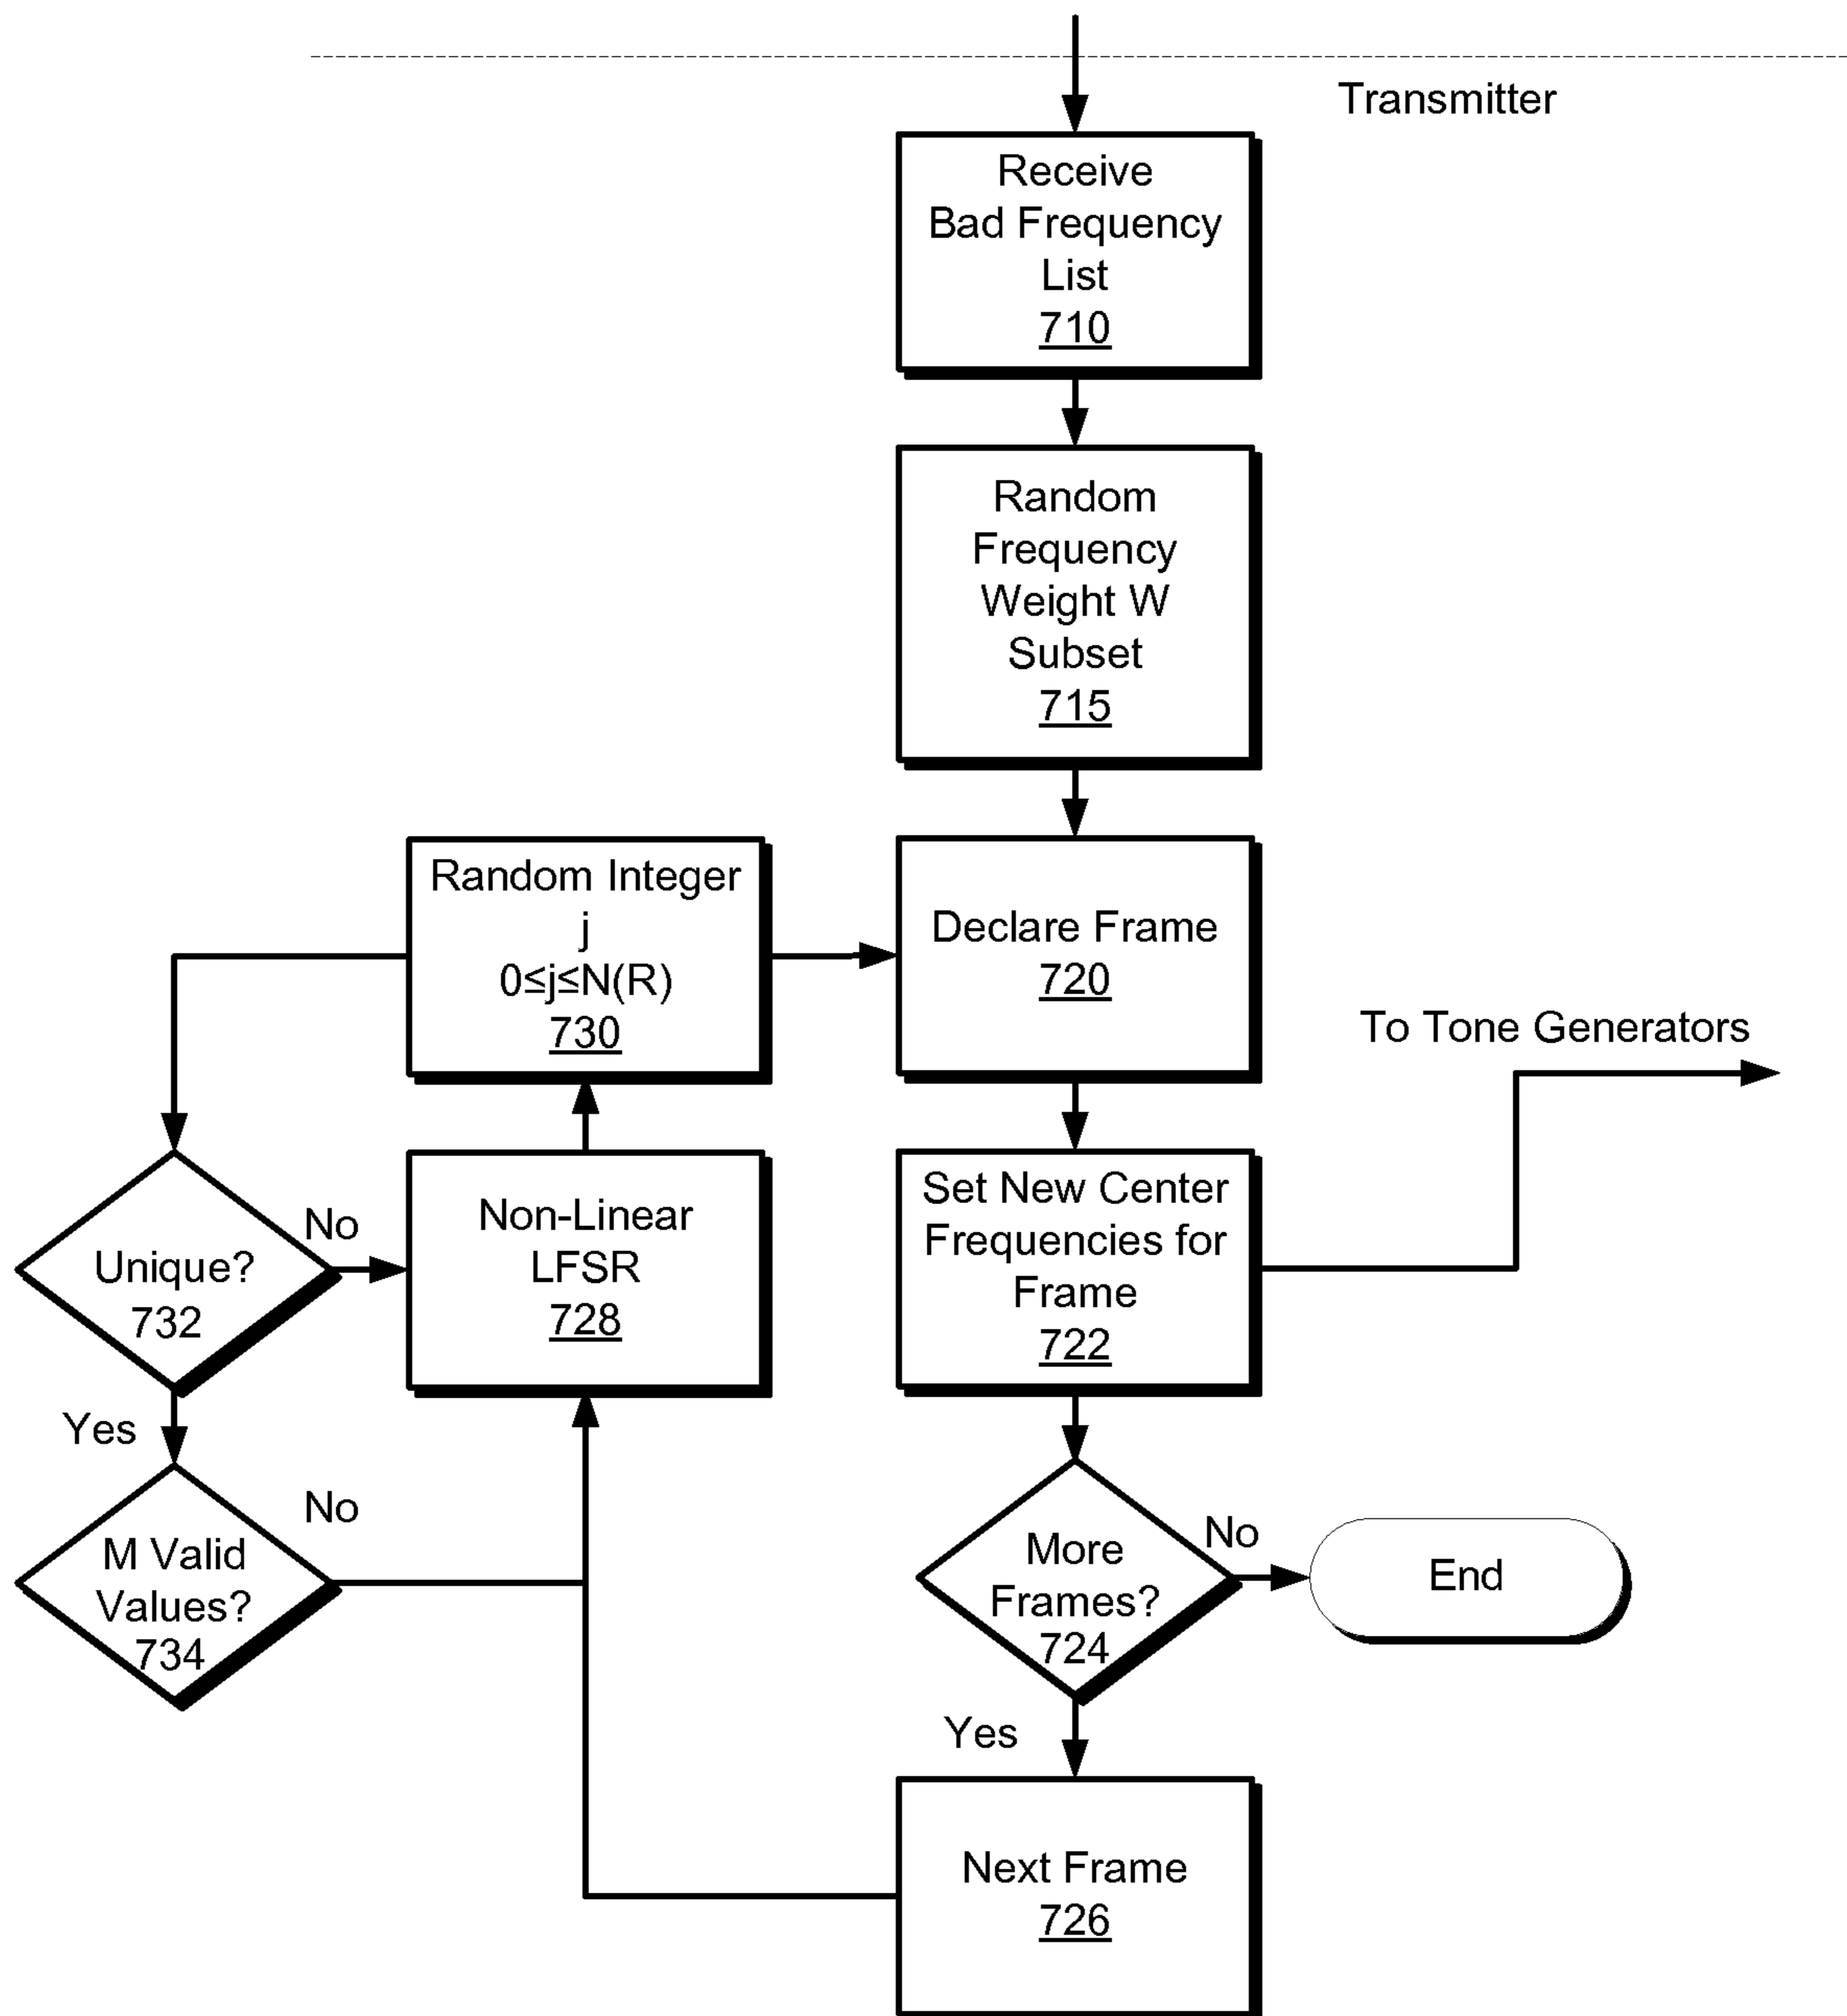 Transmitter
Receive
Bad Frequency
List
710
Random
Frequency
Weight W
Subset
715
Random Integer
j
0≤j≤N(R)
730
Declare Frame
720
To Tone Generators
Unique?
732
No
Yes
Non-Linear
LFSR
728
Set New Center
Frequencies for
Frame
722
M Valid
Values?
734
No
More
Frames?
724
No
End
Yes
Next Frame
726